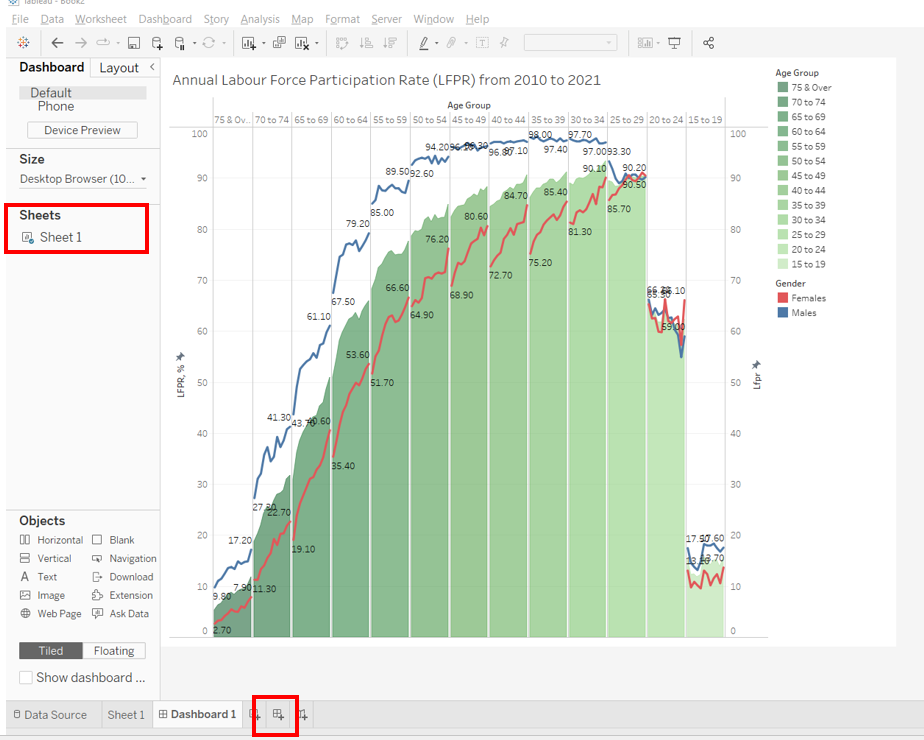 Tableau - Book2
File Data Worksheet Dashboard Story Analysis Map Format Server Window Help
Dashboard Layout
Default
Phone
Device Preview
Size
Desktop Browser (10...
Sheets
Sheet 1
Objects
Horizontal Blank
Vertical Navigation
Text Download
Image Extension
Web Page Ask Data
Tiled Floating
Show dashboard ...
Annual Labour Force Participation Rate (LFPR) from 2010 to 2021
Age Group
75 & Ov.. 70 to 74 65 to 69 60 to 64 55 to 59 50 to 54 45 to 49 40 to 44 35 to 39 30 to 34 25 to 29 20 to 24 15 to 19
LFPR, %
100
90
80
70
60
50
40
30
20
10
0
9.80
2.70
17.20
7.90
27.30
11.30
41.30
22.70
43.70
19.10
61.10
40.60
67.50
35.40
79.20
53.60
85.00
51.70
89.50
66.60
92.60
64.90
94.20
76.20
68.90
80.60
72.70
97.10
84.70
98.00
75.20
97.40
85.40
97.70
81.30
97.00
90.10
93.30
85.70
90.20
90.50
66.10
59.00
17.60
13.70
Lfpr
100
90
80
70
60
50
40
30
20
10
0
Age Group
75 & Over
70 to 74
65 to 69
60 to 64
55 to 59
50 to 54
45 to 49
40 to 44
35 to 39
30 to 34
25 to 29
20 to 24
15 to 19
Gender
Females
Males
Data Source Sheet 1 Dashboard 1